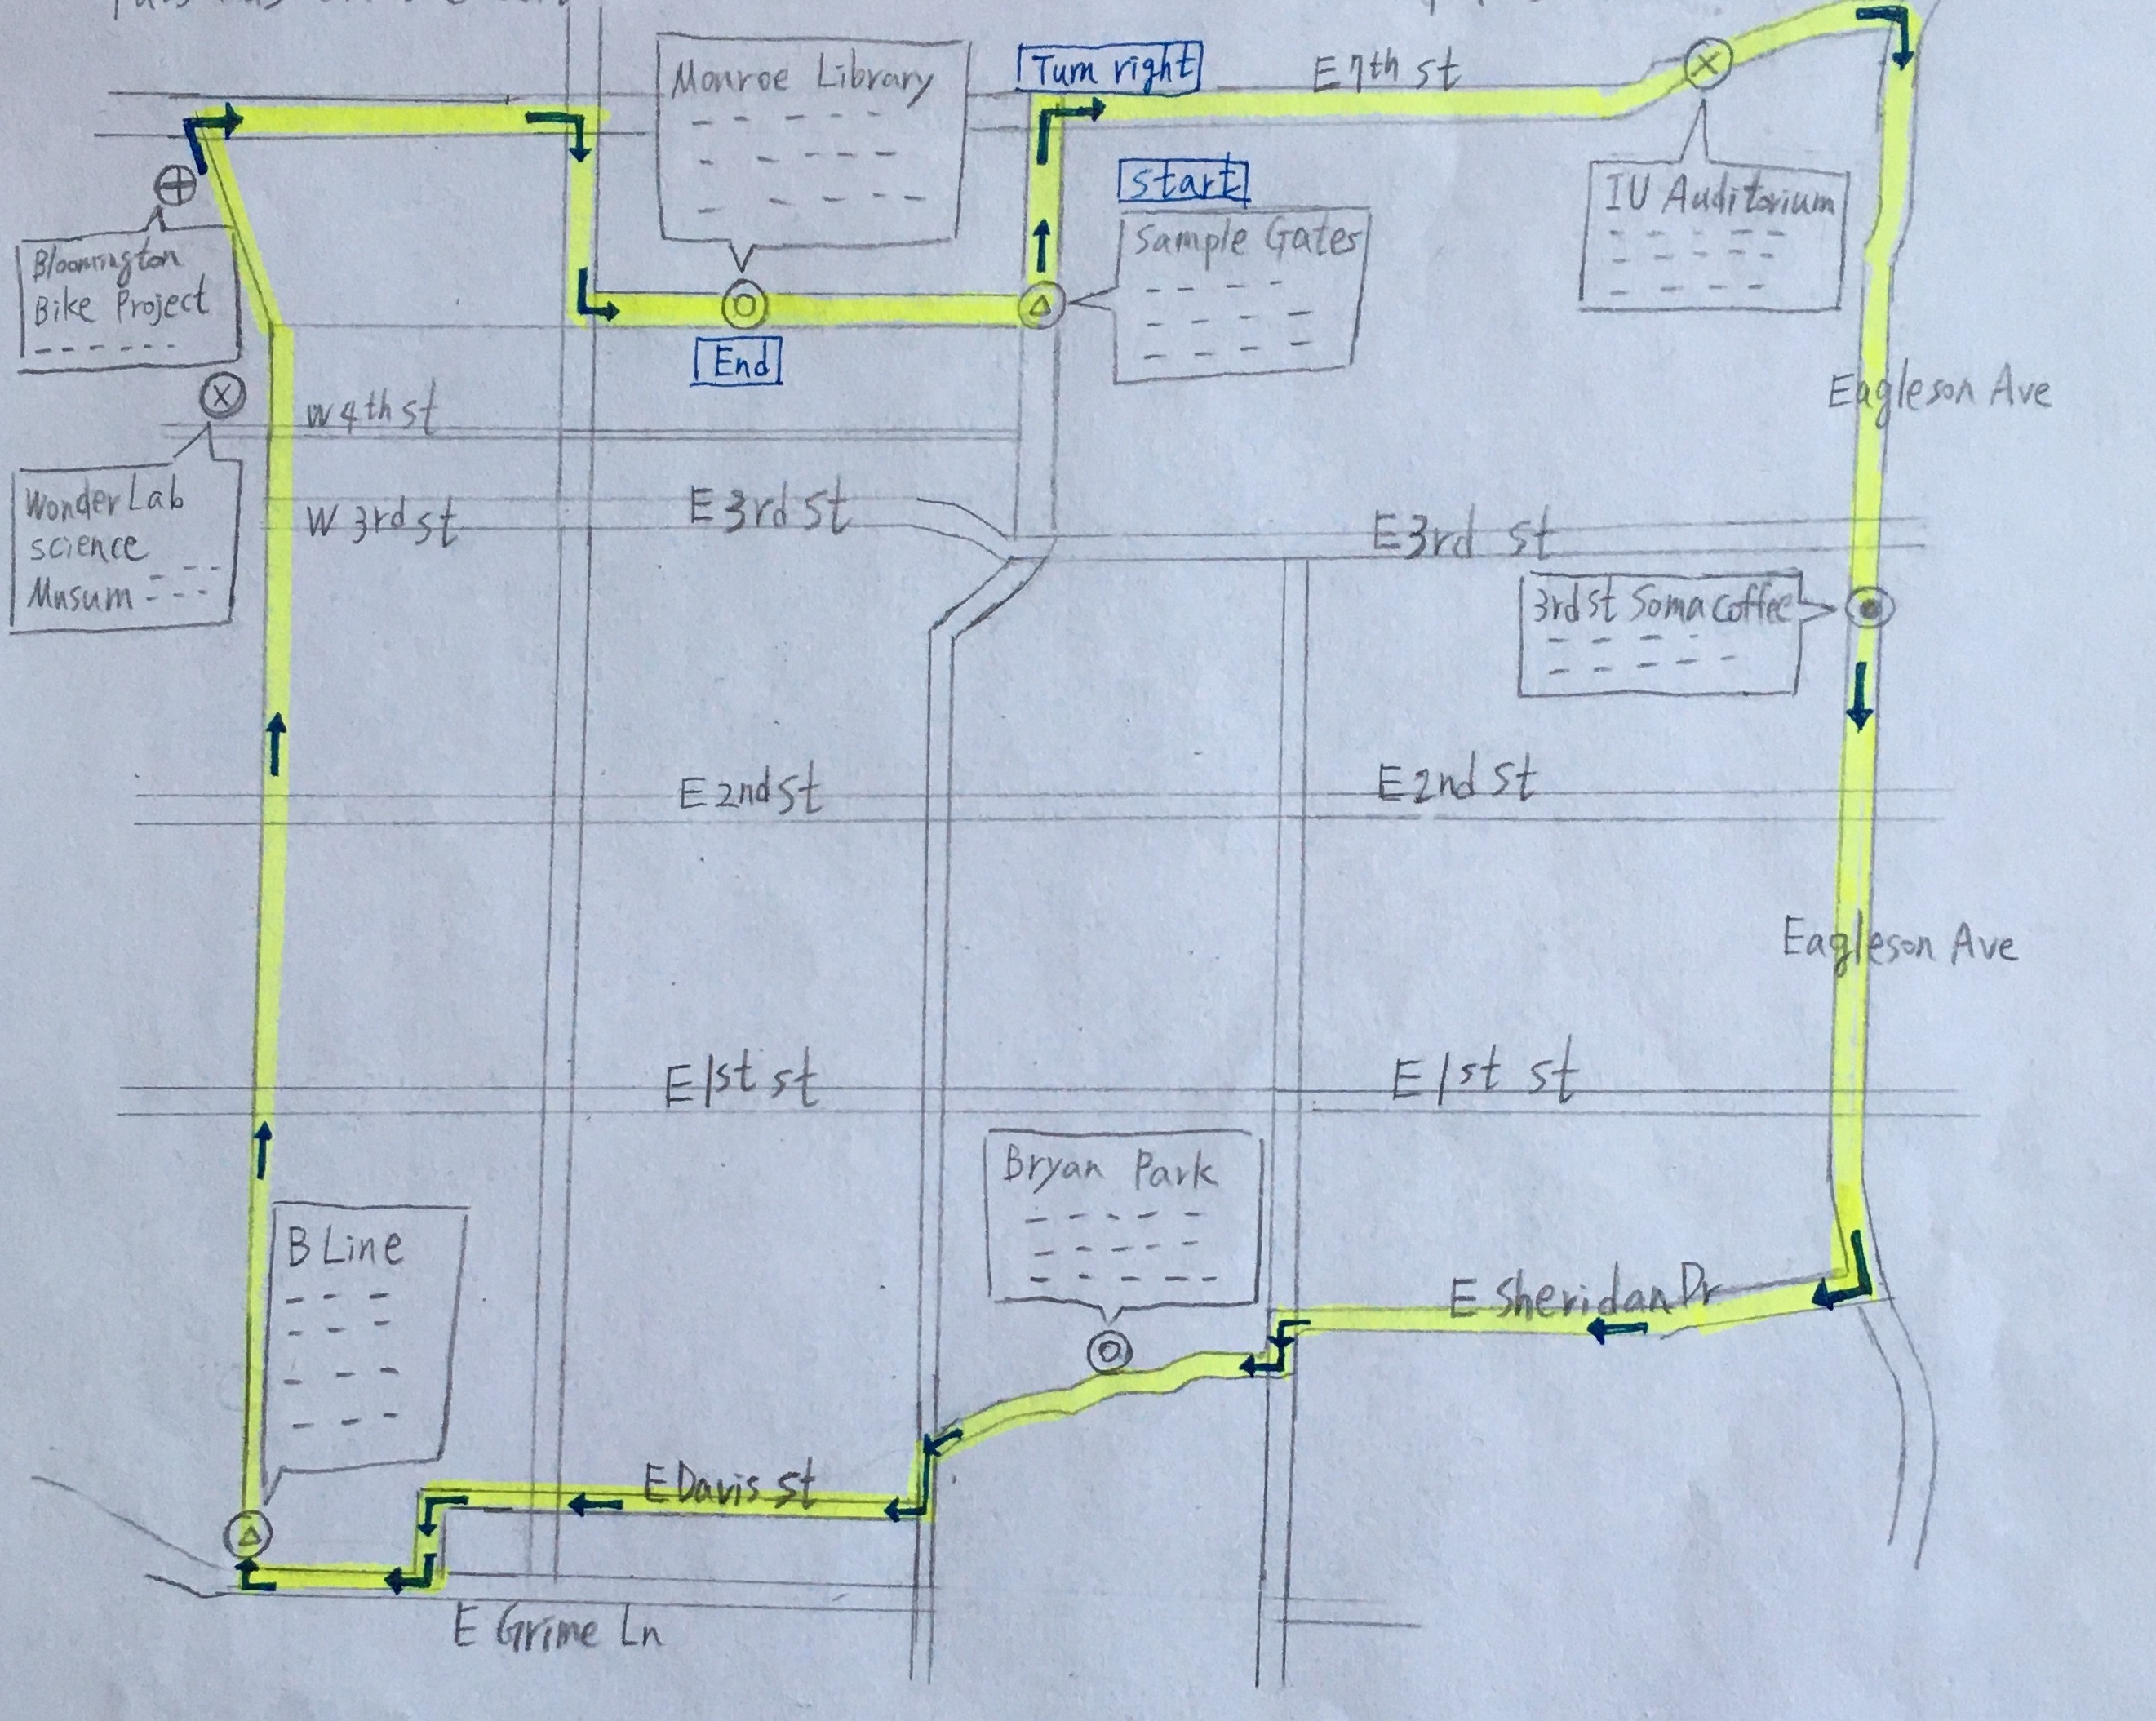 Monroe Library
Turn right
E 7th st
Start
Sample Gates
IU Auditorium
Bloomington
Bike Project
End
Eagleson Ave
W 4th st
WonderLab
science
Musum
W 3rd st
E 3rd St
E 3rd st
3rd st Soma Coffee
E 2nd St
E 2nd St
Eagleson Ave
E 1st st
E 1st st
Bryan Park
B Line
E Sheridan Dr
E Davis St
E Grime Ln